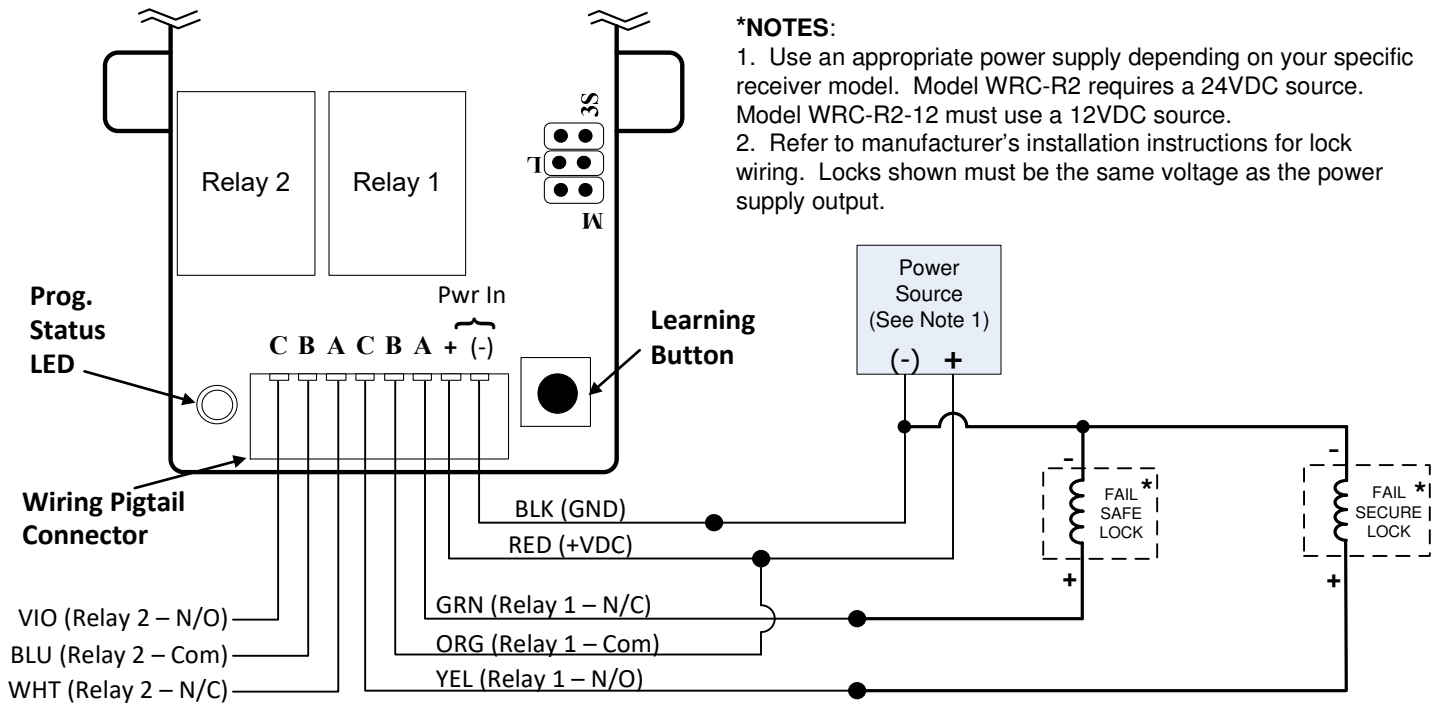 *NOTES:
1. Use an appropriate power supply depending on your specific
receiver model. Model WRC-R2 requires a 24VDC source.
Model WRC-R2-12 must use a 12VDC source.
2. Refer to manufacturer's installation instructions for lock
wiring. Locks shown must be the same voltage as the power
supply output.
3S
L
M
Relay 2
Relay 1
Pwr In
C B A C B A + (-)
Prog.
Status
LED
Learning
Button
Wiring Pigtail
Connector
Power
Source
(See Note 1)
(-) +
-
FAIL *
SAFE
LOCK
+
-
FAIL *
SECURE
LOCK
+
BLK (GND)
RED (+VDC)
GRN (Relay 1 – N/C)
ORG (Relay 1 – Com)
YEL (Relay 1 – N/O)
VIO (Relay 2 – N/O)
BLU (Relay 2 – Com)
WHT (Relay 2 – N/C)